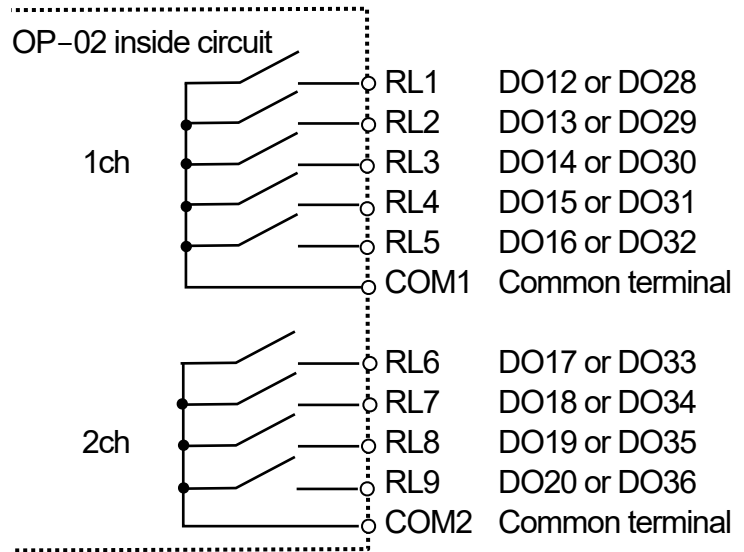 OP−02 inside circuit
RL1 DO12 or DO28
RL2 DO13 or DO29
1ch RL3 DO14 or DO30
RL4 DO15 or DO31
RL5 DO16 or DO32
COM1 Common terminal
RL6 DO17 or DO33
RL7 DO18 or DO34
2ch RL8 DO19 or DO35
RL9 DO20 or DO36
COM2 Common terminal